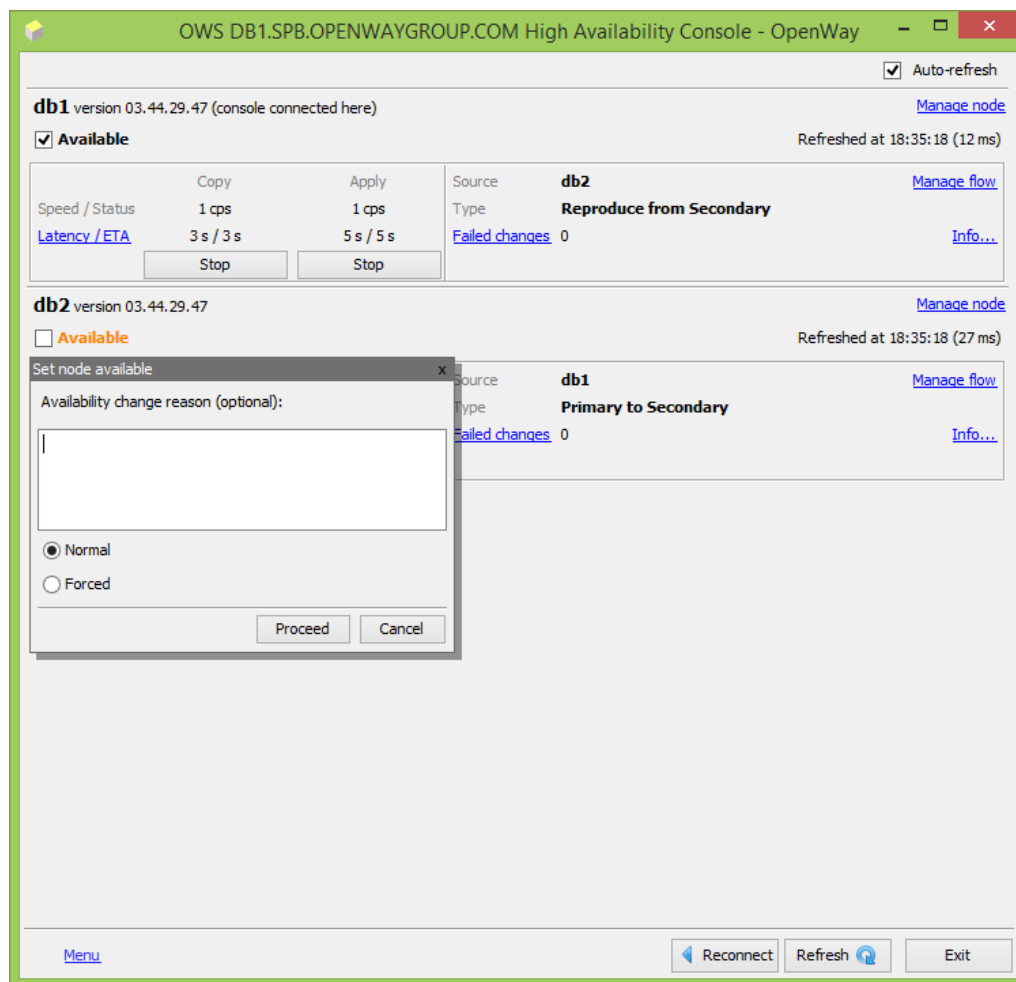 OWS DB1.SPB.OPENWAYGROUP.COM High Availability Console - OpenWay
Auto-refresh
db1 version 03.44.29.47 (console connected here) Manage node
Available Refreshed at 18:35:18 (12 ms)
Copy Apply Source db2 Manage flow
Speed / Status 1 cps 1 cps Type Reproduce from Secondary
Latency / ETA 3 s / 3 s 5 s / 5 s Failed changes 0 Info...
Stop Stop
db2 version 03.44.29.47 Manage node
Available Refreshed at 18:35:18 (27 ms)
Set node available x
Source db1 Manage flow
Availability change reason (optional):
Type Primary to Secondary
Failed changes 0 Info...
Normal
Forced
Proceed Cancel
Menu Reconnect Refresh Exit